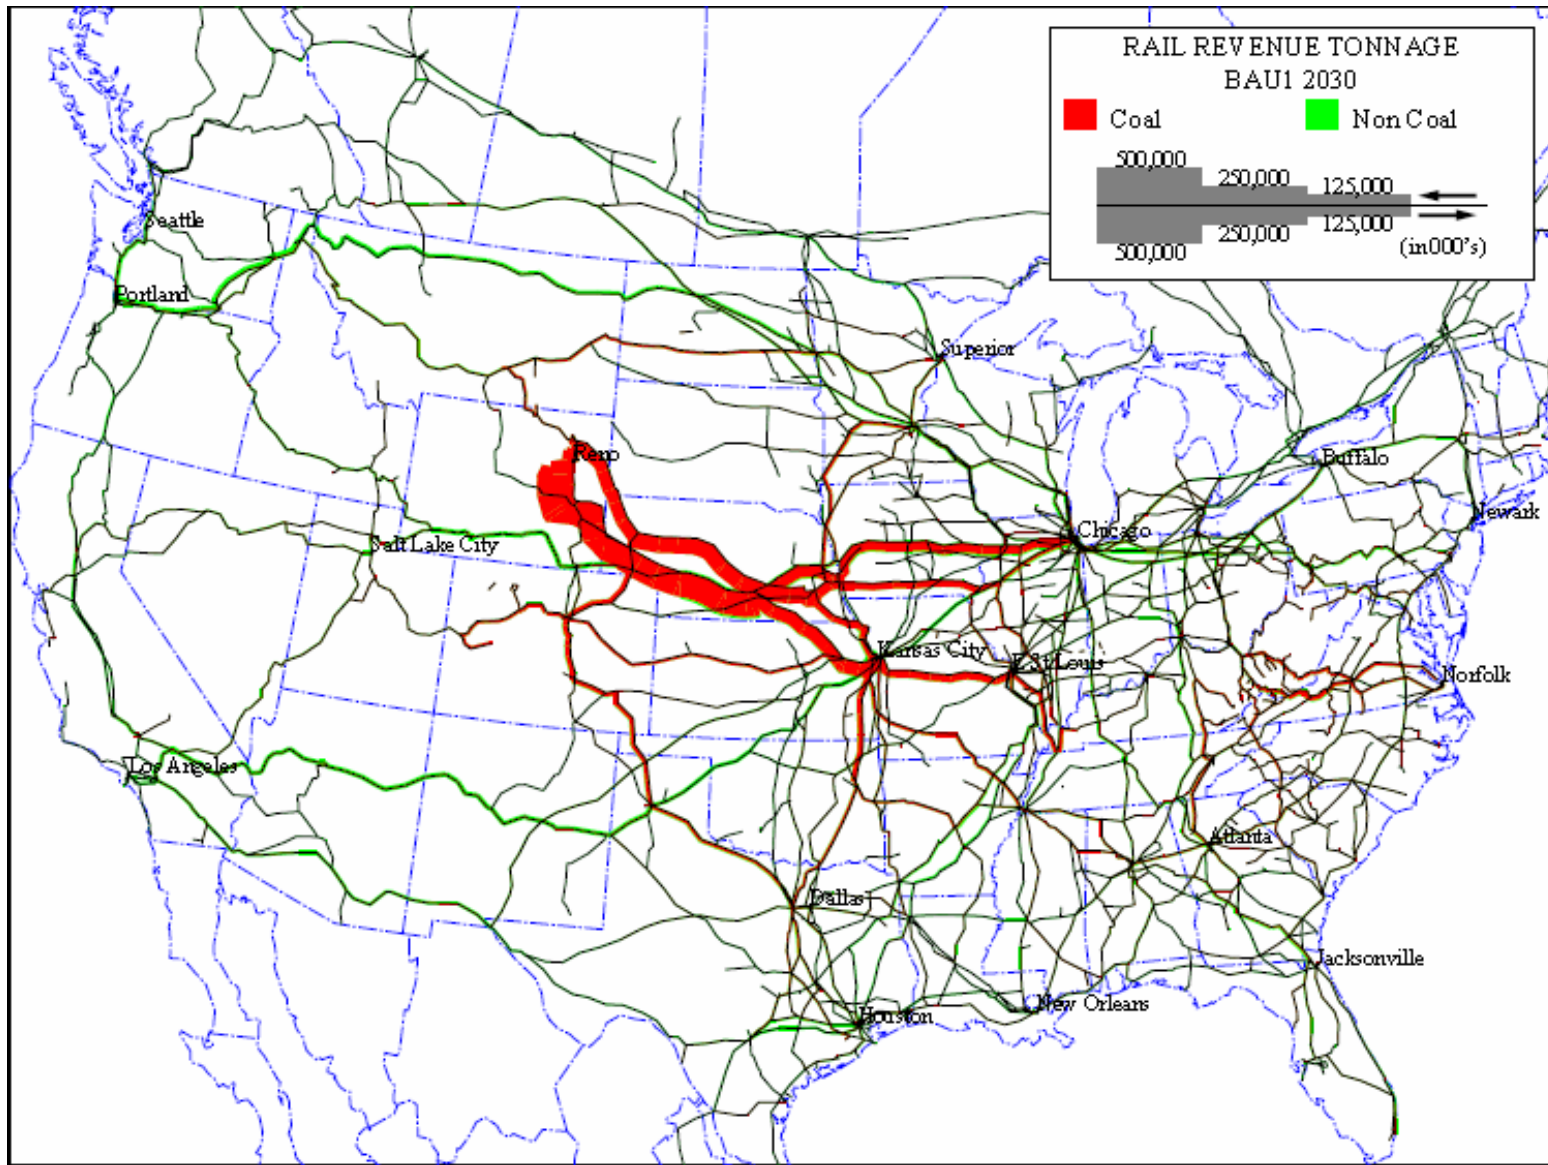 RAIL REVENUE TONNAGE
BAU1 2030
Coal
Non Coal
500,000
250,000
125,000
500,000
250,000
125,000
(in000's)
Seattle
Portland
Superior
Reno
Buffalo
Newark
Chicago
Salt Lake City
Kansas City
E St Louis
Norfolk
Los Angeles
Atlanta
Dallas
Jacksonville
New Orleans
Houston